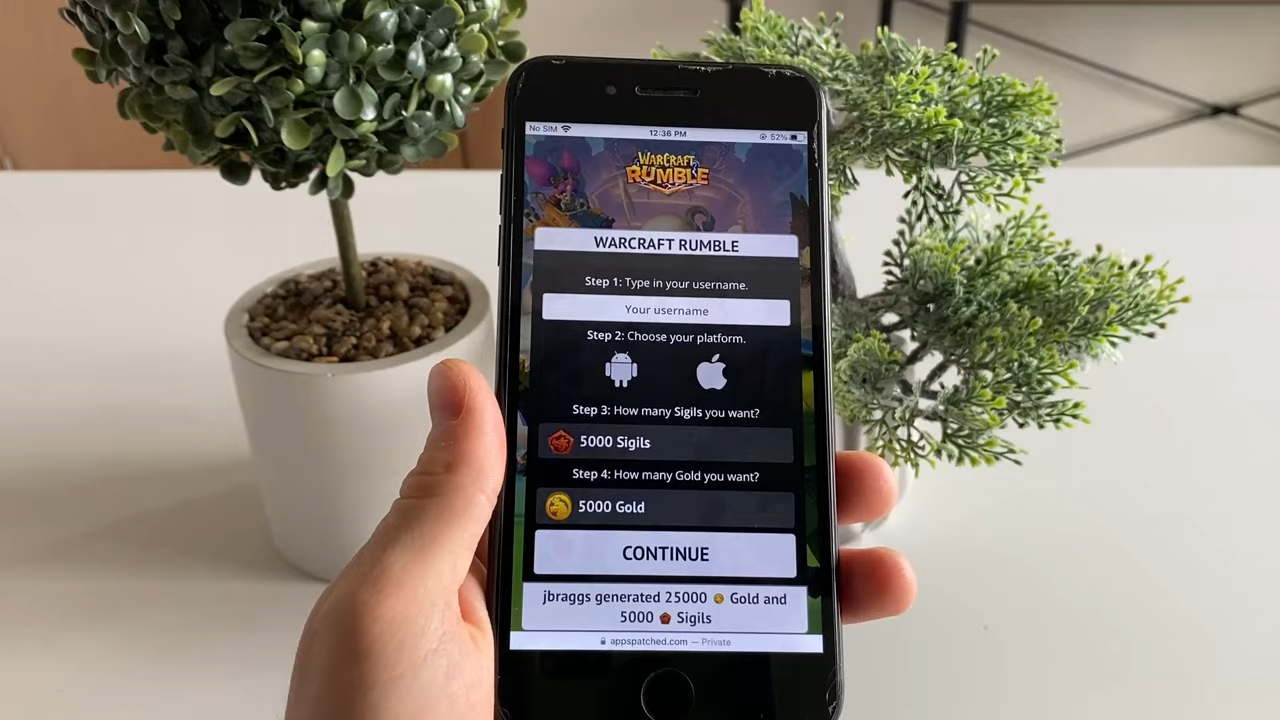 No SIM 12:36 PM 52%
WARCRAFT
RUMBLE
WARCRAFT RUMBLE
Step 1: Type in your username.
Your username
Step 2: Choose your platform.
Step 3: How many Sigils you want?
5000 Sigils
Step 4: How many Gold you want?
5000 Gold
CONTINUE
jbraggs generated 25000 Gold and
5000 Sigils
appspatched.com — Private